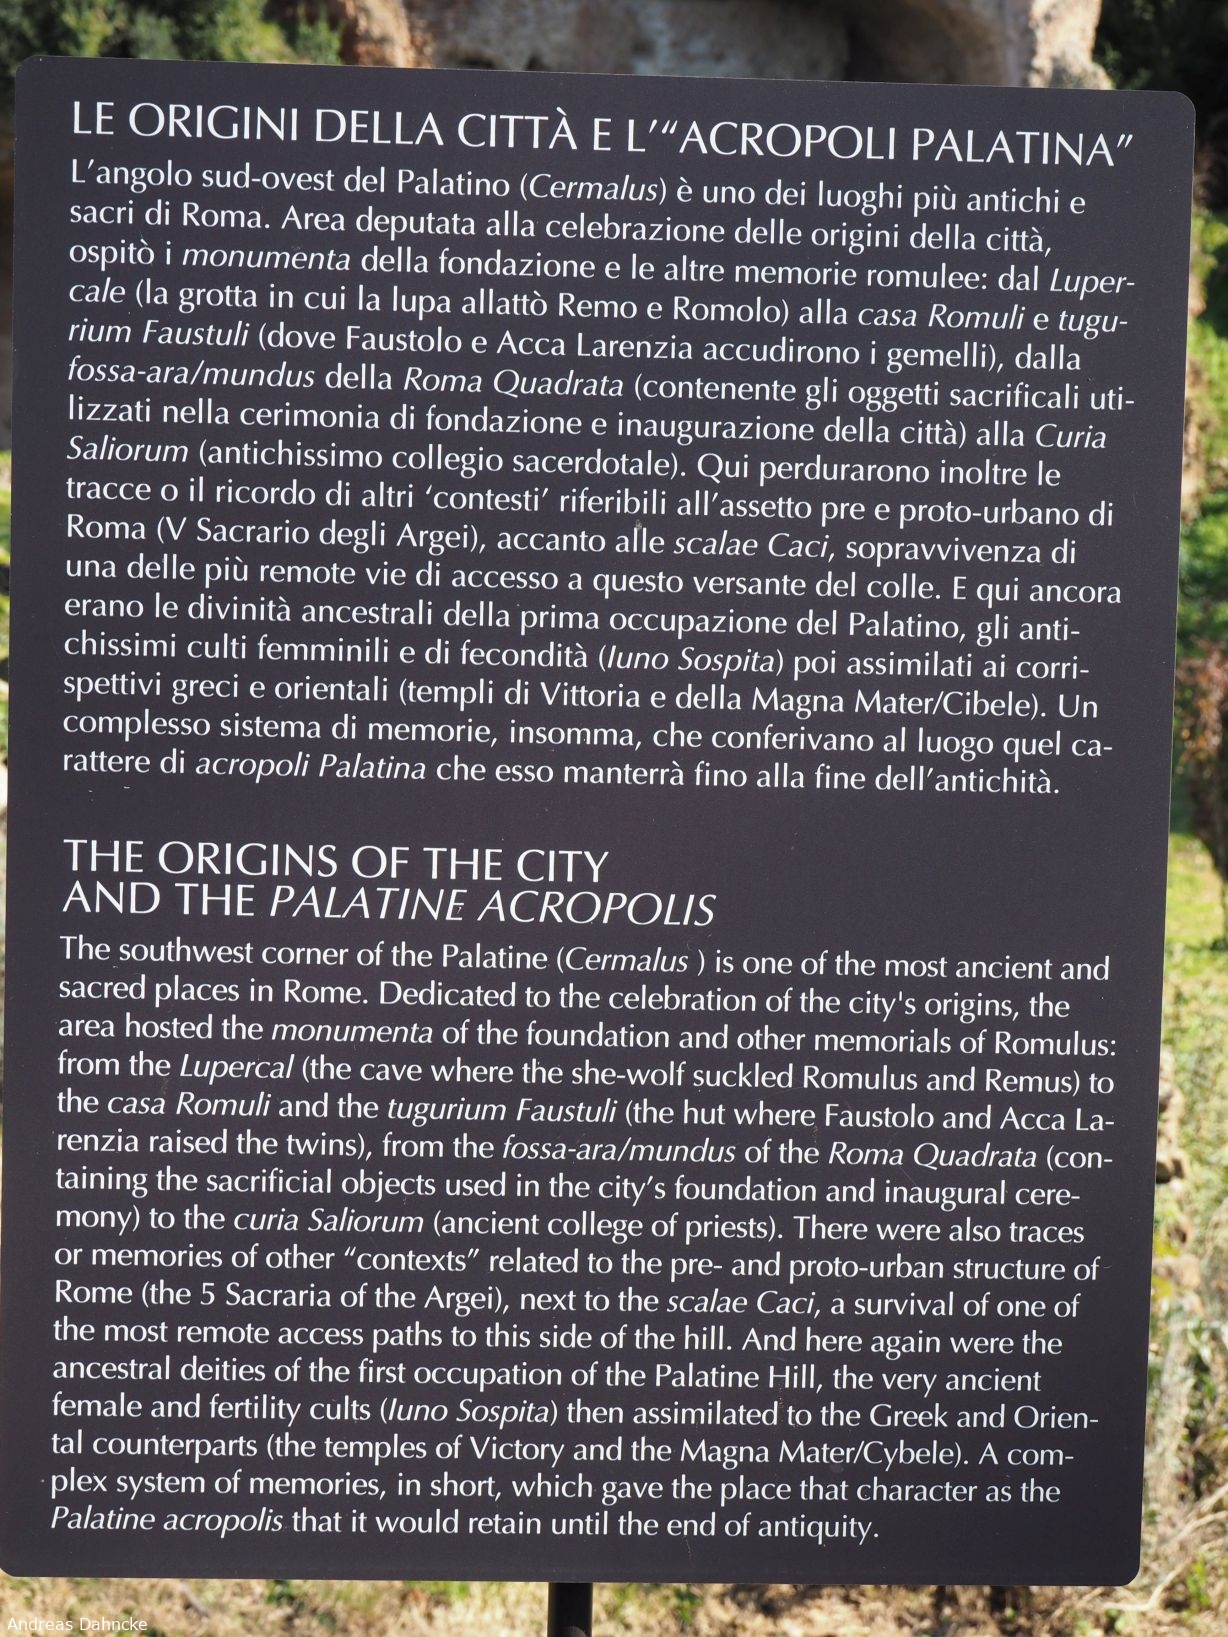 LE ORIGINI DELLA CITTÀ E L'“ACROPOLI PALATINA”
L'angolo sud-ovest del Palatino (Cermalus) è uno dei luoghi più antichi e
sacri di Roma. Area deputata alla celebrazione delle origini della città,
ospitò i monumenta della fondazione e le altre memorie romulee: dal Luper-
cale (la grotta in cui la lupa allattò Remo e Romolo) alla casa Romuli e tugu-
rium Faustuli (dove Faustolo e Acca Larenzia accudirono i gemelli), dalla
fossa-ara/mundus della Roma Quadrata (contenente gli oggetti sacrificali uti-
lizzati nella cerimonia di fondazione e inaugurazione della città) alla Curia
Saliorum (antichissimo collegio sacerdotale). Qui perdurarono inoltre le
tracce o il ricordo di altri ‘contesti’ riferibili all'assetto pre e proto-urbano di
Roma (V Sacrario degli Argei), accanto alle scalae Caci, sopravvivenza di
una delle più remote vie di accesso a questo versante del colle. E qui ancora
erano le divinità ancestrali della prima occupazione del Palatino, gli anti-
chissimi culti femminili e di fecondità (Iuno Sospita) poi assimilati ai corri-
spettivi greci e orientali (templi di Vittoria e della Magna Mater/Cibele). Un
complesso sistema di memorie, insomma, che conferivano al luogo quel ca-
rattere di acropoli Palatina che esso manterrà fino alla fine dell'antichità.
THE ORIGINS OF THE CITY
AND THE PALATINE ACROPOLIS
The southwest corner of the Palatine (Cermalus ) is one of the most ancient and
sacred places in Rome. Dedicated to the celebration of the city's origins, the
area hosted the monumenta of the foundation and other memorials of Romulus:
from the Lupercal (the cave where the she-wolf suckled Romulus and Remus) to
the casa Romuli and the tugurium Faustuli (the hut where Faustolo and Acca La-
renzia raised the twins), from the fossa-ara/mundus of the Roma Quadrata (con-
taining the sacrificial objects used in the city's foundation and inaugural cere-
mony) to the curia Saliorum (ancient college of priests). There were also traces
or memories of other “contexts” related to the pre- and proto-urban structure of
Rome (the 5 Sacraria of the Argei), next to the scalae Caci, a survival of one of
the most remote access paths to this side of the hill. And here again were the
ancestral deities of the first occupation of the Palatine Hill, the very ancient
female and fertility cults (Iuno Sospita) then assimilated to the Greek and Orien-
tal counterparts (the temples of Victory and the Magna Mater/Cybele). A com-
plex system of memories, in short, which gave the place that character as the
Palatine acropolis that it would retain until the end of antiquity.
Andreas Dahncke